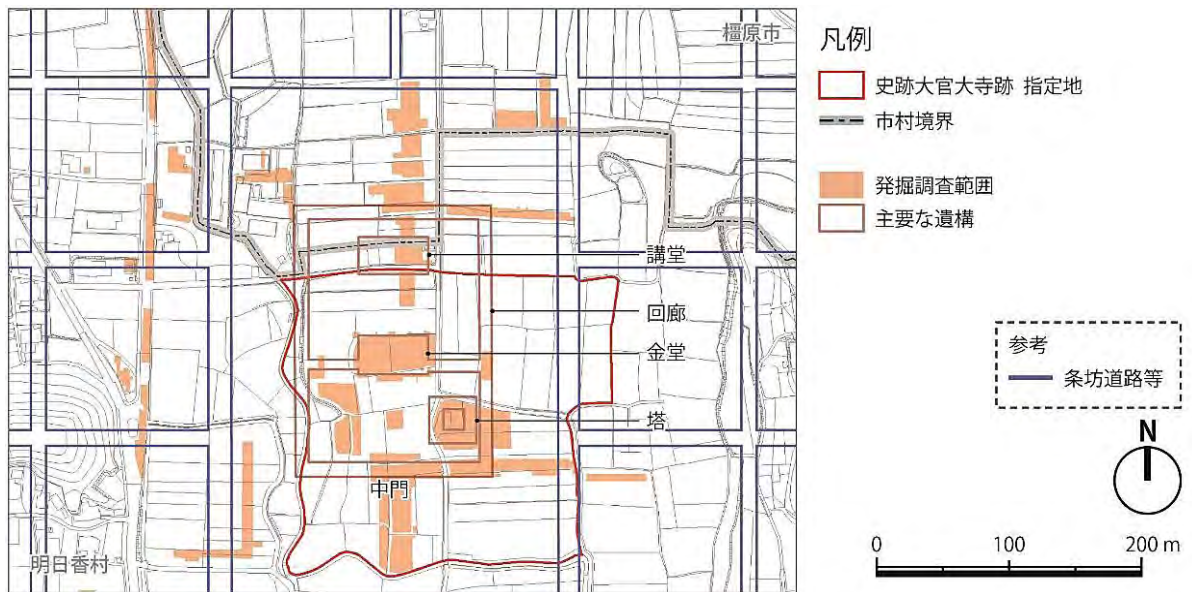 橿原市
講堂
回廊
金堂
塔
中門
明日香村
凡例
史跡大官大寺跡 指定地
市村境界
発掘調査範囲
主要な遺構
参考
条坊道路等
N
0 100 200 m